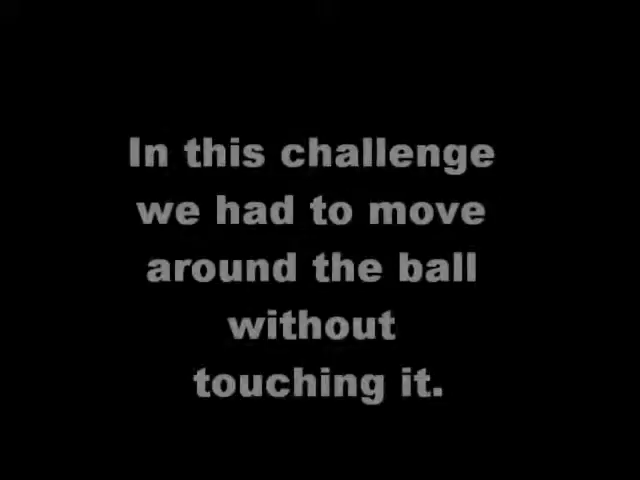 In this challenge
we had to move
around the ball
without
touching it.